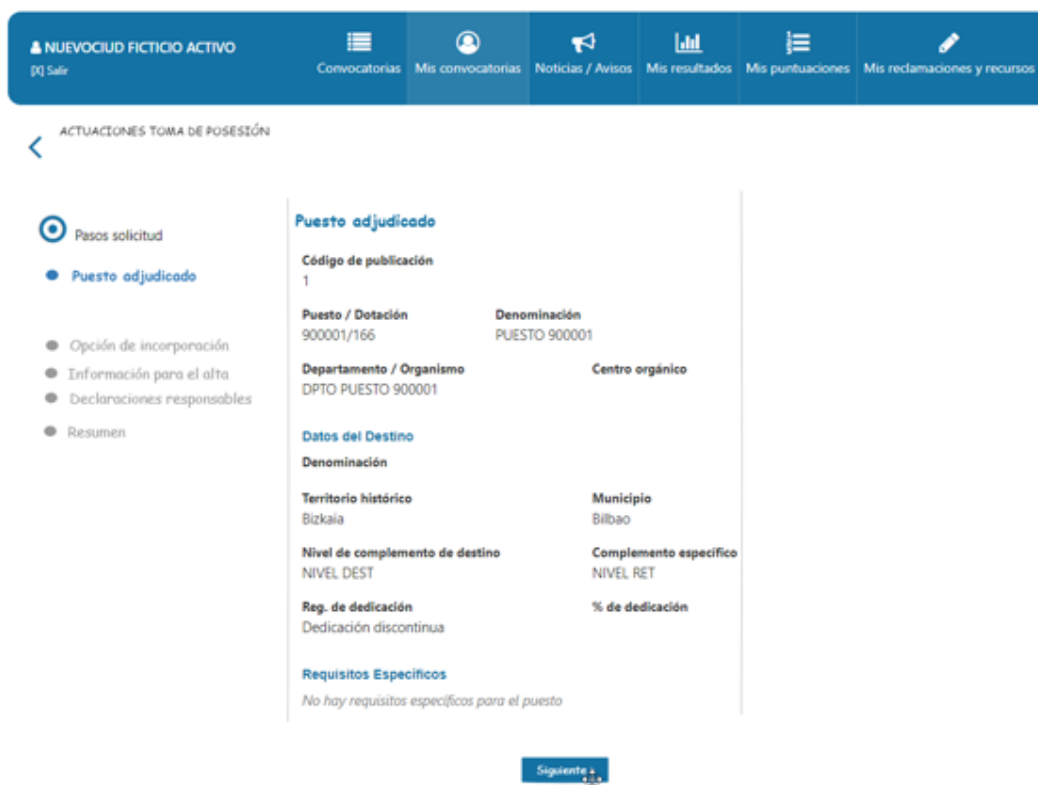 NUEVOCIUD FICTICIO ACTIVO
[X] Salir
Convocatorias
Mis convocatorias
Noticias / Avisos
Mis resultados
Mis puntuaciones
Mis reclamaciones y recursos
ACTUACIONES TOMA DE POSESIÓN
Pasos solicitud
Puesto adjudicado
Opción de incorporación
Información para el alta
Declaraciones responsables
Resumen
Puesto adjudicado
Código de publicación
1
Puesto / Dotación Denominación
900001/166 PUESTO 900001
Departamento / Organismo Centro orgánico
DPTO PUESTO 900001
Datos del Destino
Denominación
Territorio histórico Municipio
Bizkaia Bilbao
Nivel de complemento de destino Complemento específico
NIVEL DEST NIVEL RET
Reg. de dedicación % de dedicación
Dedicación discontinua
Requisitos Específicos
No hay requisitos específicos para el puesto
Siguiente